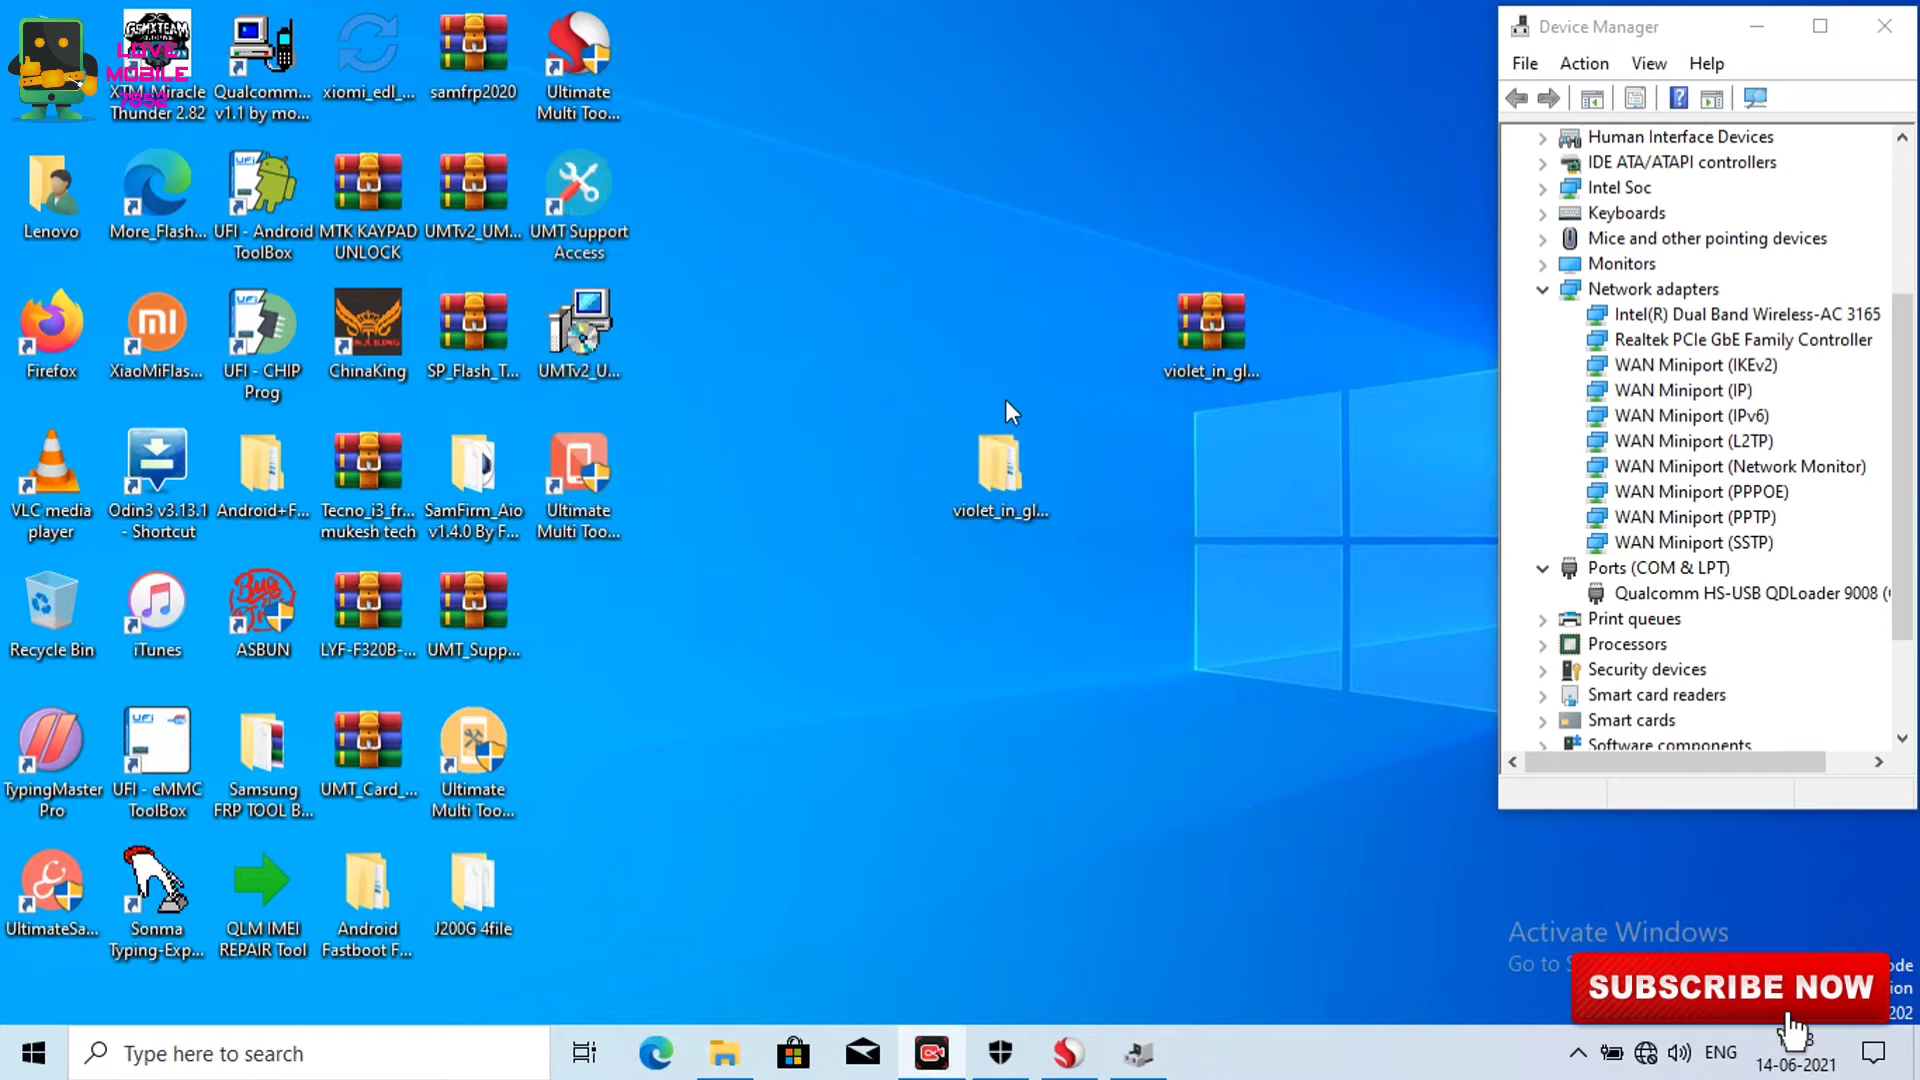 LOVE
MOBILE
7852
XTM_Miracle
Thunder 2.82
Qualcomm...
v1.1 by mo...
xiomi_edl_...
samfrp2020
Ultimate
Multi Too...
Lenovo
More_Flash...
UFI - Android
ToolBox
MTK KAYPAD
UNLOCK
UMTv2_UM...
UMT Support
Access
Firefox
XiaoMiFlas...
UFI - CHIP
Prog
ChinaKing
SP_Flash_T...
UMTv2_U...
VLC media
player
Odin3 v3.13.1
- Shortcut
Android+F...
Tecno_i3_fr...
mukesh tech
SamFirm_Aio
v1.4.0 By F...
Ultimate
Multi Too...
Recycle Bin
iTunes
ASBUN
LYF-F320B-...
UMT_Supp...
TypingMaster
Pro
UFI - eMMC
ToolBox
Samsung
FRP TOOL B...
UMT_Card_...
Ultimate
Multi Too...
UltimateSa...
Sonma
Typing-Exp...
QLM IMEI
REPAIR Tool
Android
Fastboot F...
J200G 4file
violet_in_gl...
violet_in_gl...
Device Manager
File Action View Help
Human Interface Devices
IDE ATA/ATAPI controllers
Intel Soc
Keyboards
Mice and other pointing devices
Monitors
Network adapters
Intel(R) Dual Band Wireless-AC 3165
Realtek PCIe GbE Family Controller
WAN Miniport (IKEv2)
WAN Miniport (IP)
WAN Miniport (IPv6)
WAN Miniport (L2TP)
WAN Miniport (Network Monitor)
WAN Miniport (PPPOE)
WAN Miniport (PPTP)
WAN Miniport (SSTP)
Ports (COM & LPT)
Qualcomm HS-USB QDLoader 9008 (
Print queues
Processors
Security devices
Smart card readers
Smart cards
Software components
Activate Windows
Go to
SUBSCRIBE NOW
Type here to search
ENG
14-06-2021